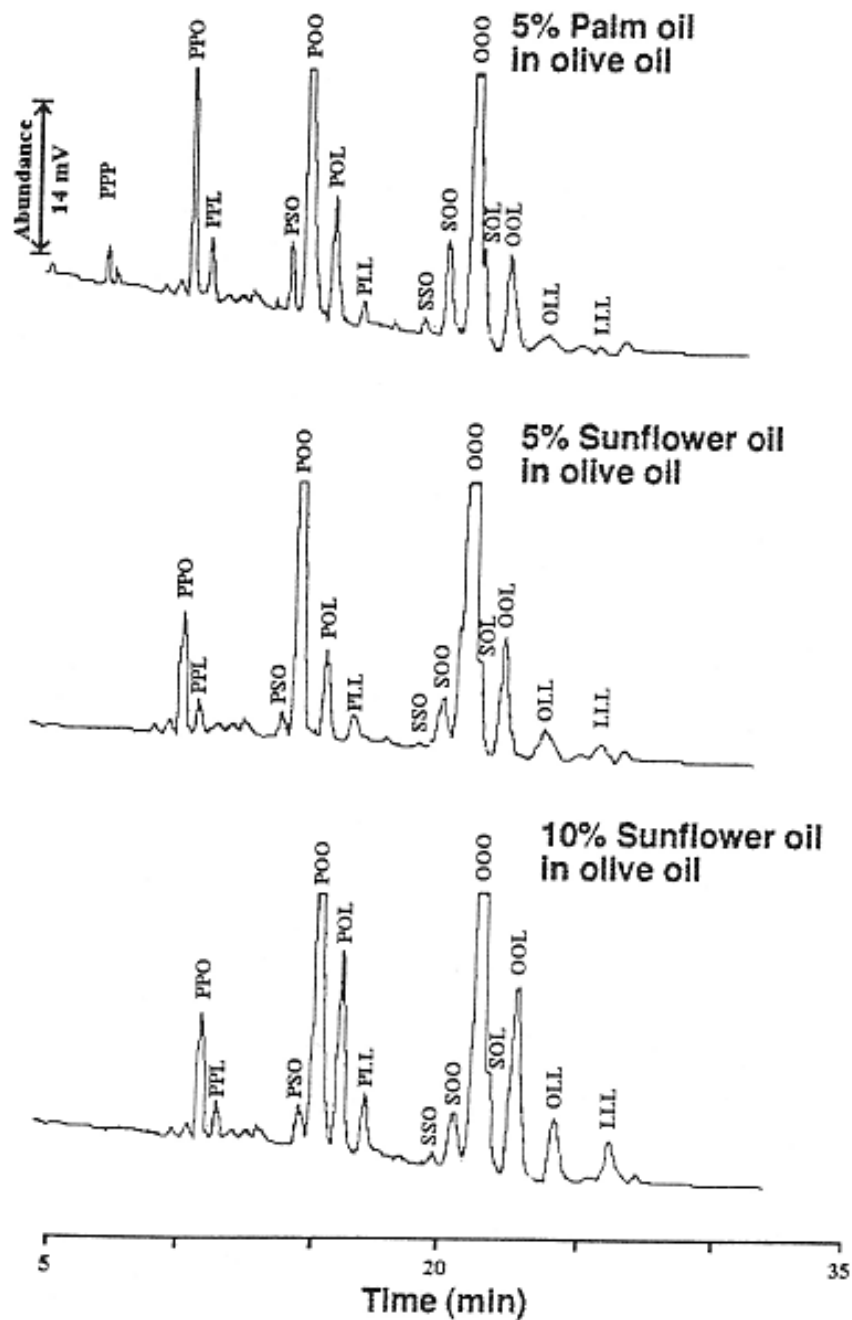 5% Palm oil
in olive oil
Abundance
14 mV
PPP
PPO
PPL
PSO
POO
POL
PLL
SSO
SOO
OOO
SOL
OOL
OLL
LLL
5% Sunflower oil
in olive oil
PPO
PPL
PSO
POO
POL
PLL
SSO
SOO
OOO
SOL
OOL
OLL
LLL
10% Sunflower oil
in olive oil
PPO
PPL
PSO
POO
POL
PLL
SSO
SOO
OOO
SOL
OOL
OLL
LLL
5 20 35
Time (min)